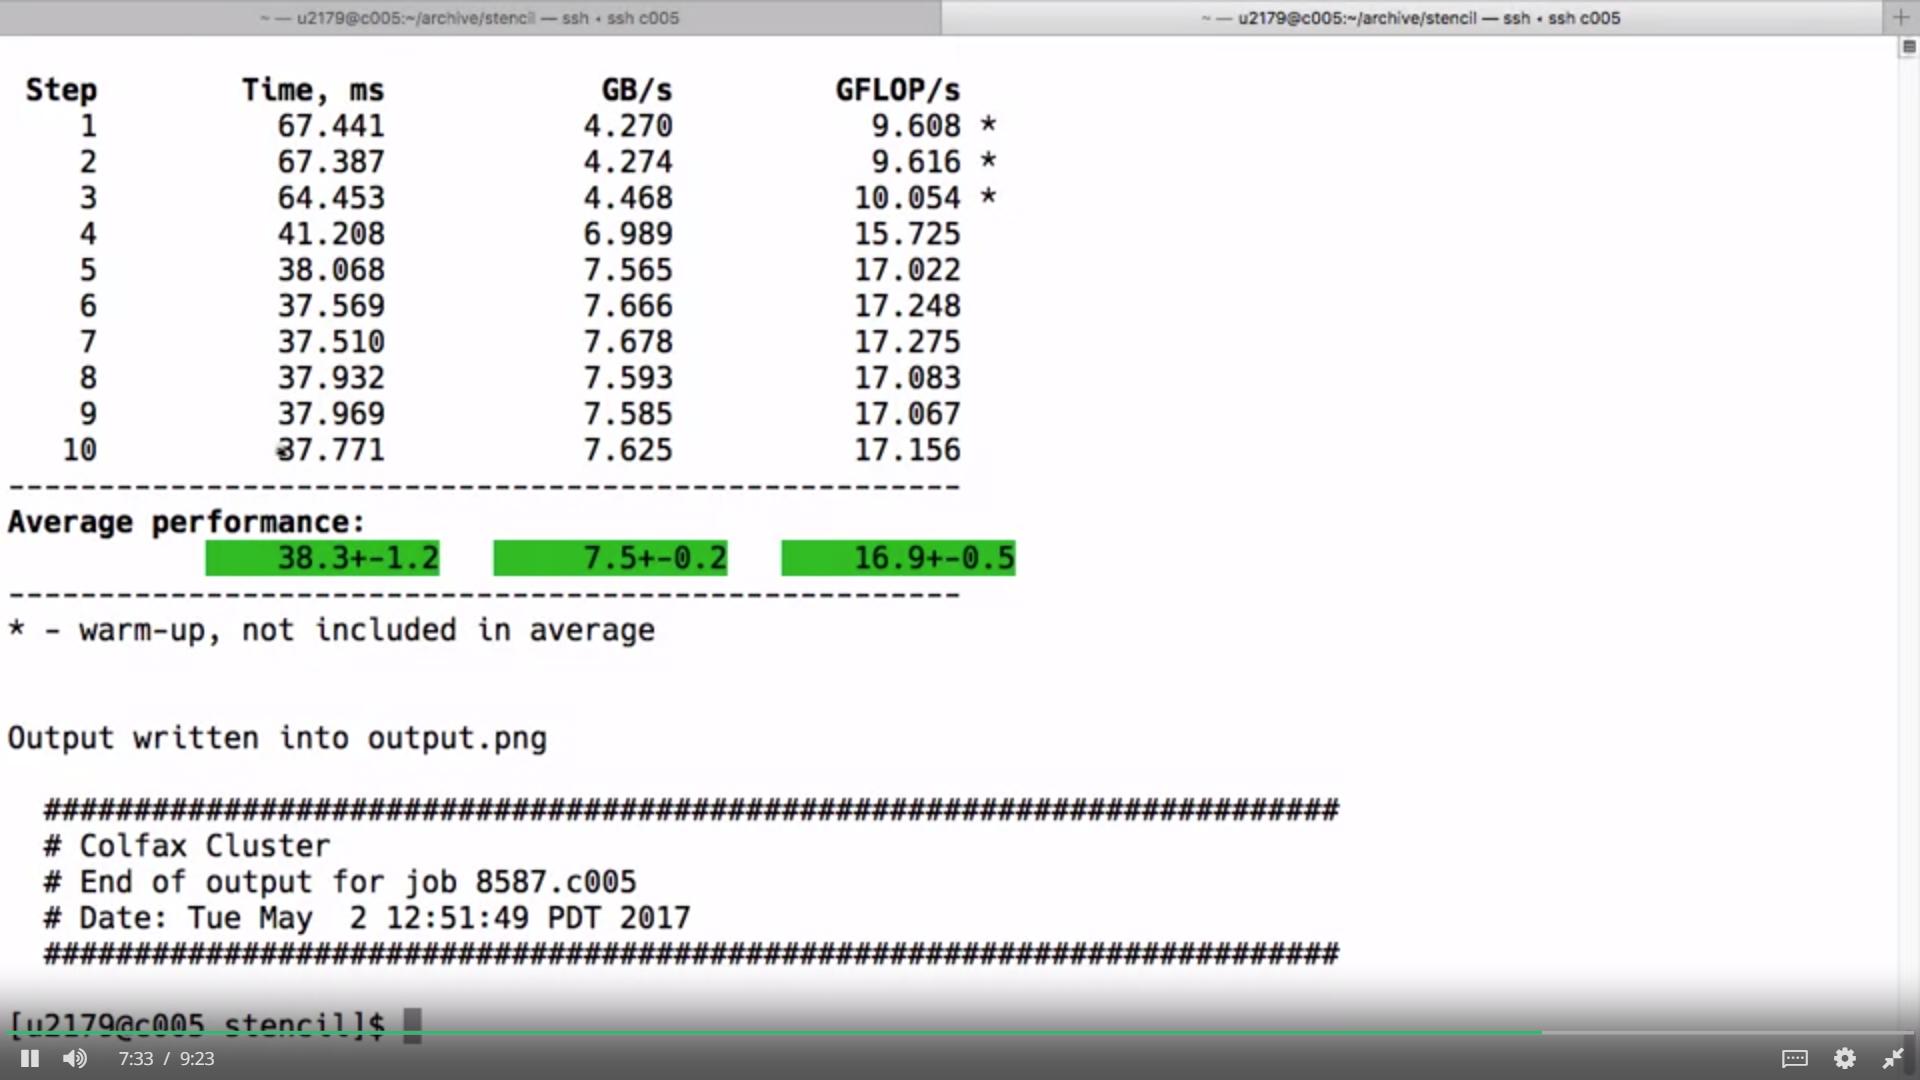 ~ — u2179@c005:~/archive/stencil — ssh • ssh c005
~ — u2179@c005:~/archive/stencil — ssh • ssh c005
Step Time, ms GB/s GFLOP/s
1 67.441 4.270 9.608 *
2 67.387 4.274 9.616 *
3 64.453 4.468 10.054 *
4 41.208 6.989 15.725
5 38.068 7.565 17.022
6 37.569 7.666 17.248
7 37.510 7.678 17.275
8 37.932 7.593 17.083
9 37.969 7.585 17.067
10 37.771 7.625 17.156
-----------------------------------------------------
Average performance:
38.3+-1.2 7.5+-0.2 16.9+-0.5
-----------------------------------------------------
* - warm-up, not included in average
Output written into output.png
########################################################################
# Colfax Cluster
# End of output for job 8587.c005
# Date: Tue May  2 12:51:49 PDT 2017
########################################################################
[u2179@c005 stencil]$
7:33 / 9:23